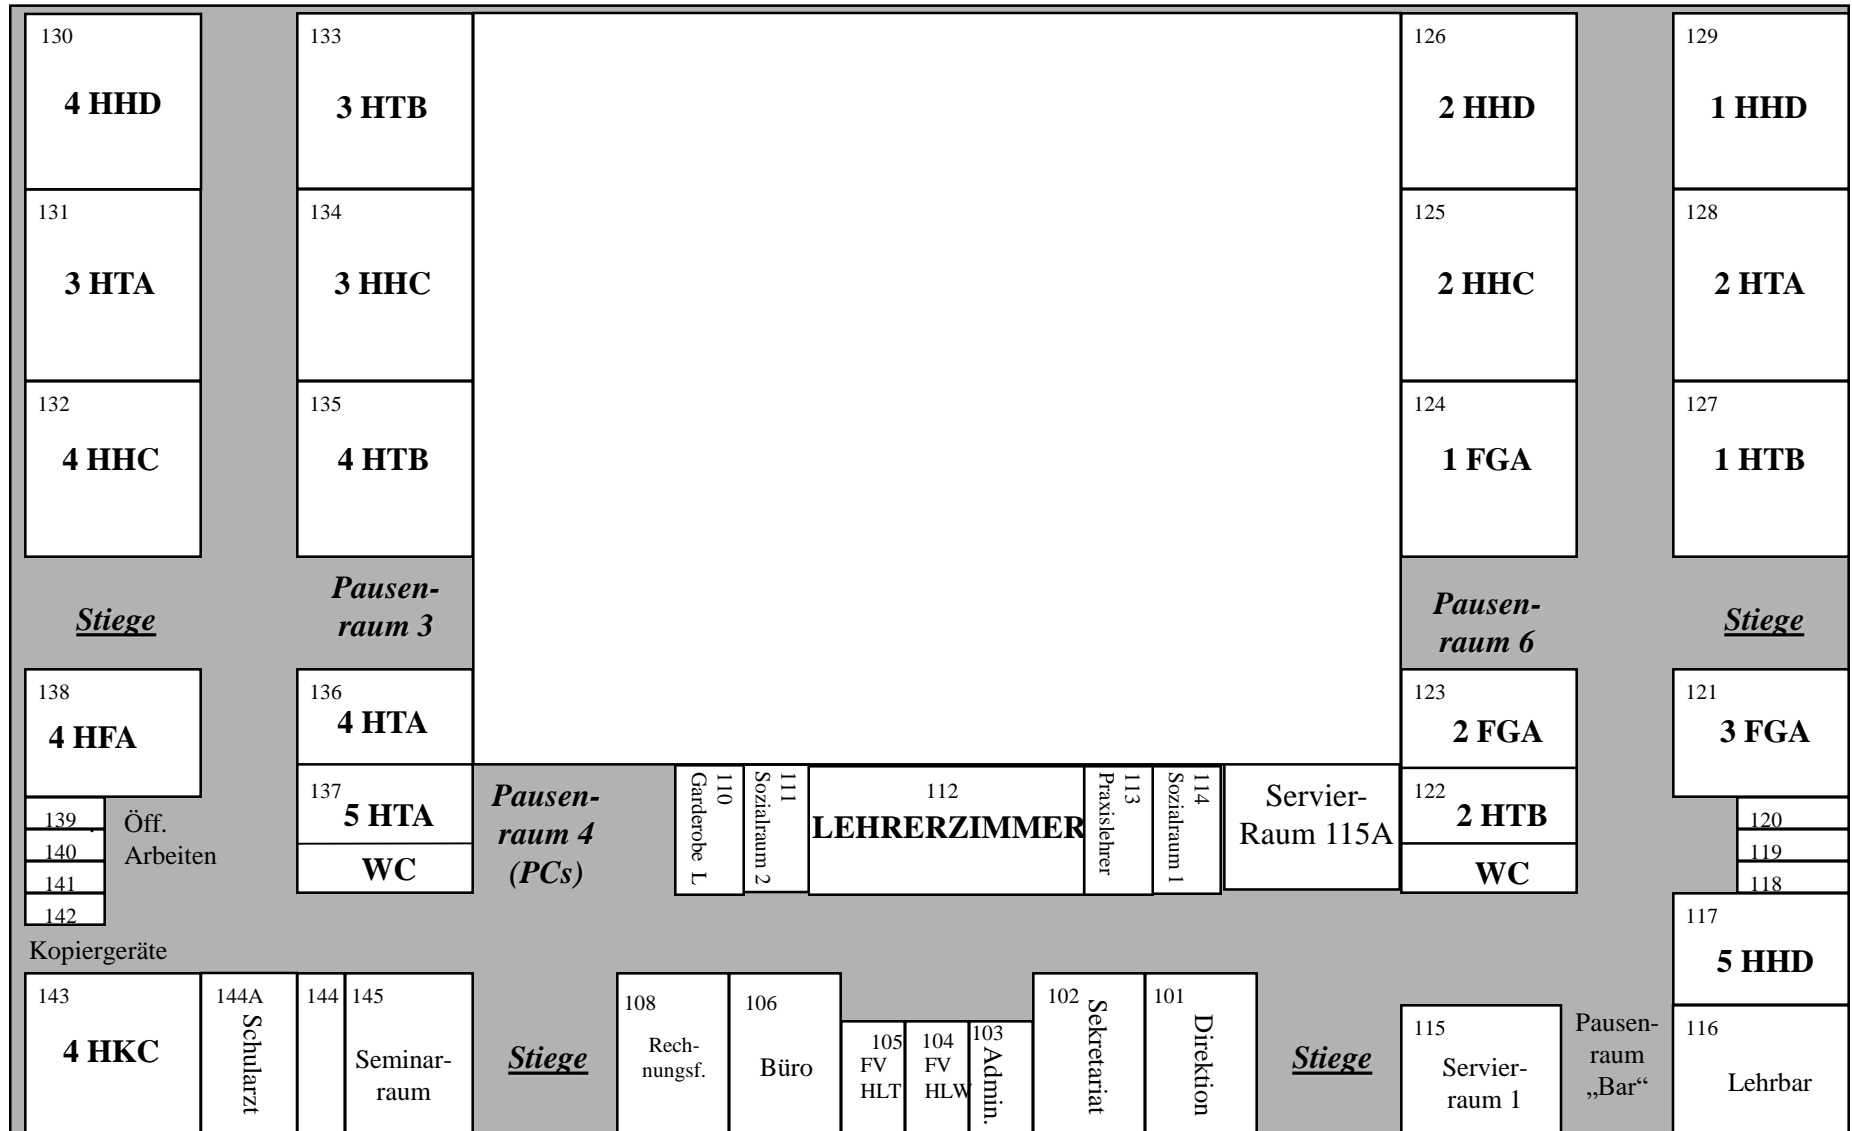 130
4 HHD
133
3 HTB
126
2 HHD
129
1 HHD
131
3 HTA
134
3 HHC
125
2 HHC
128
2 HTA
132
4 HHC
135
4 HTB
124
1 FGA
127
1 HTB
Stiege
Pausen-
raum 3
Pausen-
raum 6
Stiege
138
4 HFA
136
4 HTA
123
2 FGA
121
3 FGA
139
140
141
142
Öff.
Arbeiten
137
5 HTA
WC
Pausen-
raum 4
(PCs)
110
Garderobe L
111
Sozialraum 2
112
LEHRERZIMMER
113
Praxislehrer
114
Sozialraum 1
Servier-
Raum 115A
122
2 HTB
WC
120
119
118
117
5 HHD
Kopiergeräte
143
4 HKC
144A
Schularzt
144
145
Seminar-
raum
Stiege
108
Rech-
nungsf.
106
Büro
105
FV
HLT
104
FV
HLW
103
Admin.
102
Sekretariat
101
Direktion
Stiege
115
Servier-
raum 1
Pausen-
raum
„Bar“
116
Lehrbar